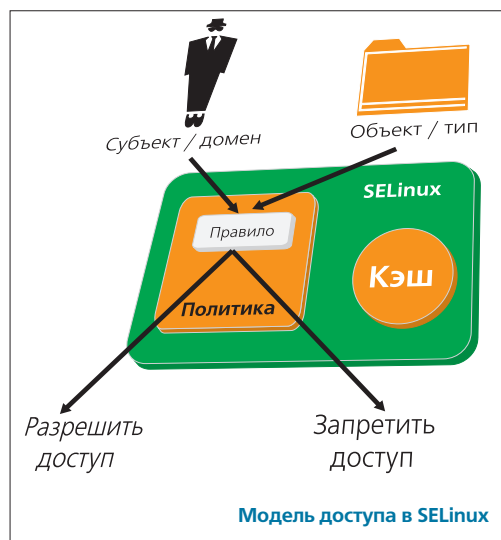 Субъект / домен
Объект / тип
SELinux
Правило
Кэш
Политика
Разрешить
доступ
Запретить
доступ
Модель доступа в SELinux